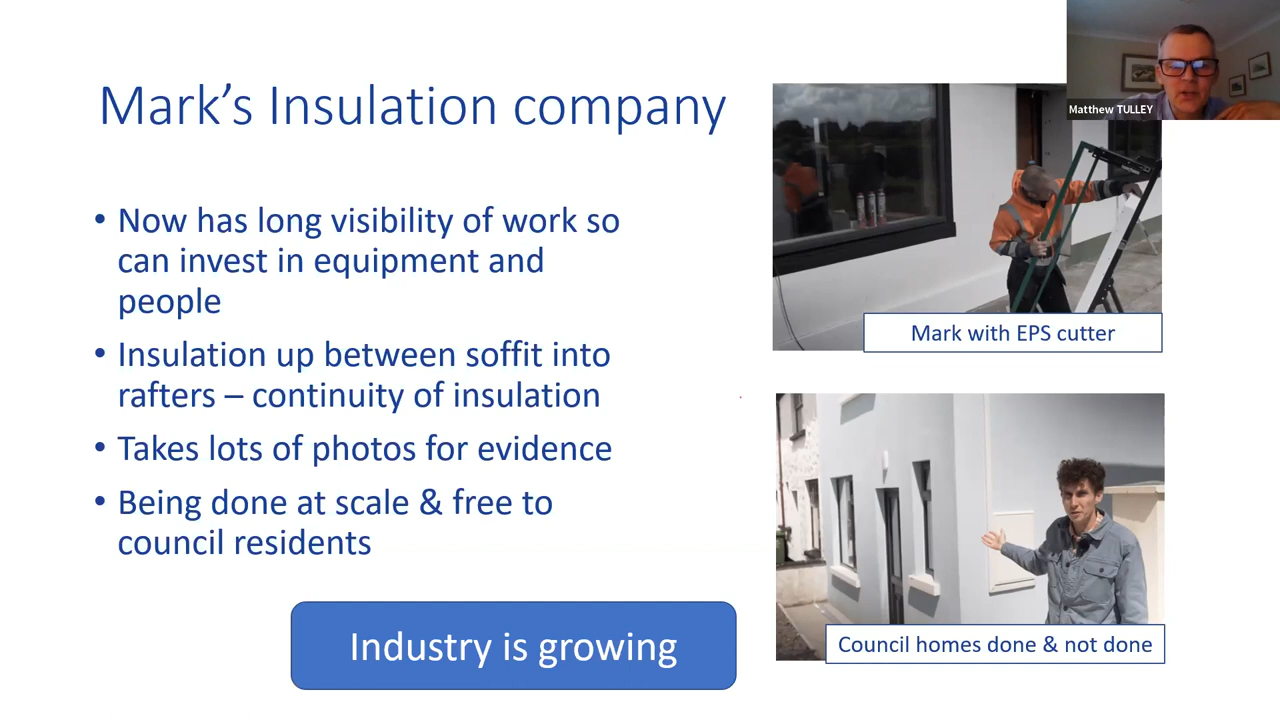 Mark’s Insulation company
Matthew TULLEY
• Now has long visibility of work so
can invest in equipment and
people
• Insulation up between soffit into
rafters – continuity of insulation
• Takes lots of photos for evidence
• Being done at scale & free to
council residents
Mark with EPS cutter
Council homes done & not done
Industry is growing